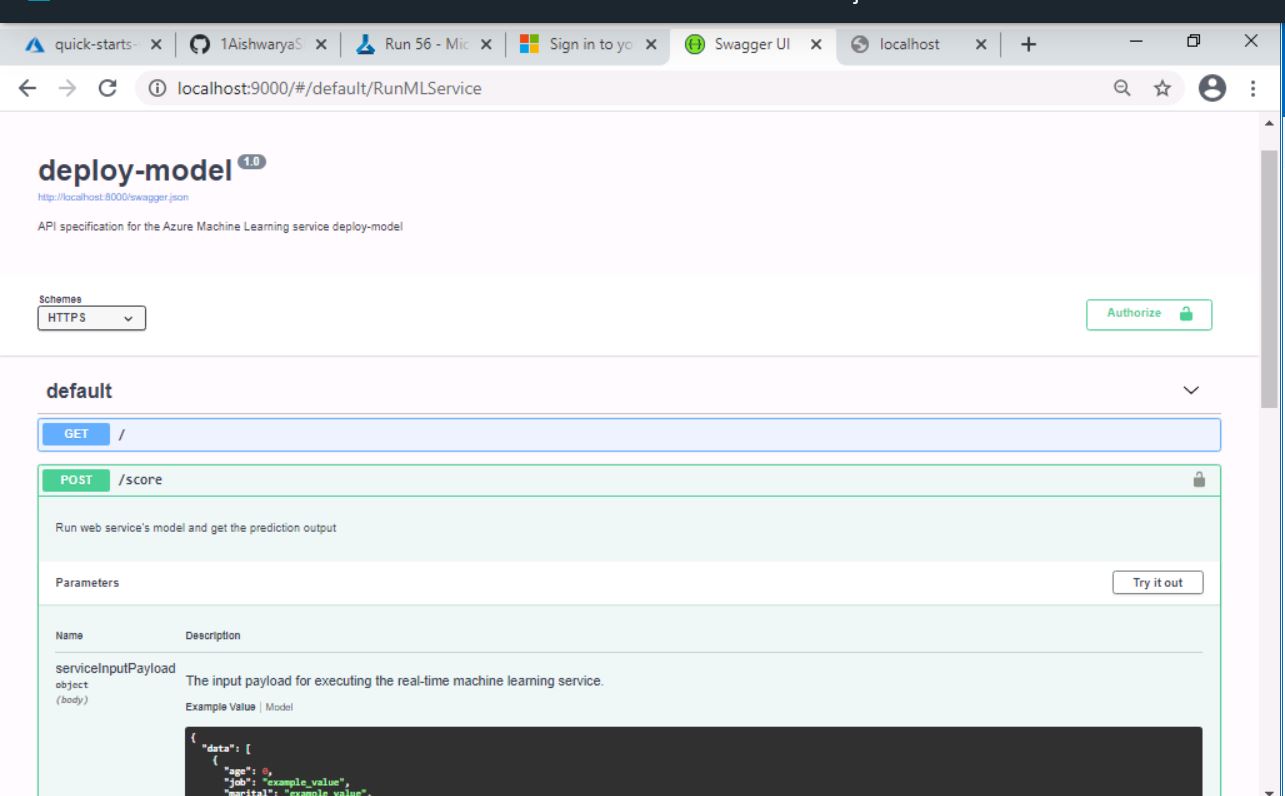 quick-starts-
1AishwaryaS
Run 56 - Mic
Sign in to yo
Swagger UI
localhost
localhost:9000/#/default/RunMLService
deploy-model 1.0
http://localhost:8000/swagger.json
API specification for the Azure Machine Learning service deploy-model
Schemes
HTTPS
Authorize
default
GET /
POST /score
Run web service's model and get the prediction output
Parameters
Try it out
Name Description
serviceInputPayload
object
(body)
The input payload for executing the real-time machine learning service.
Example Value | Model
{
"data": [
{
"age": 0,
"job": "example_value",
"marital": "example_value",